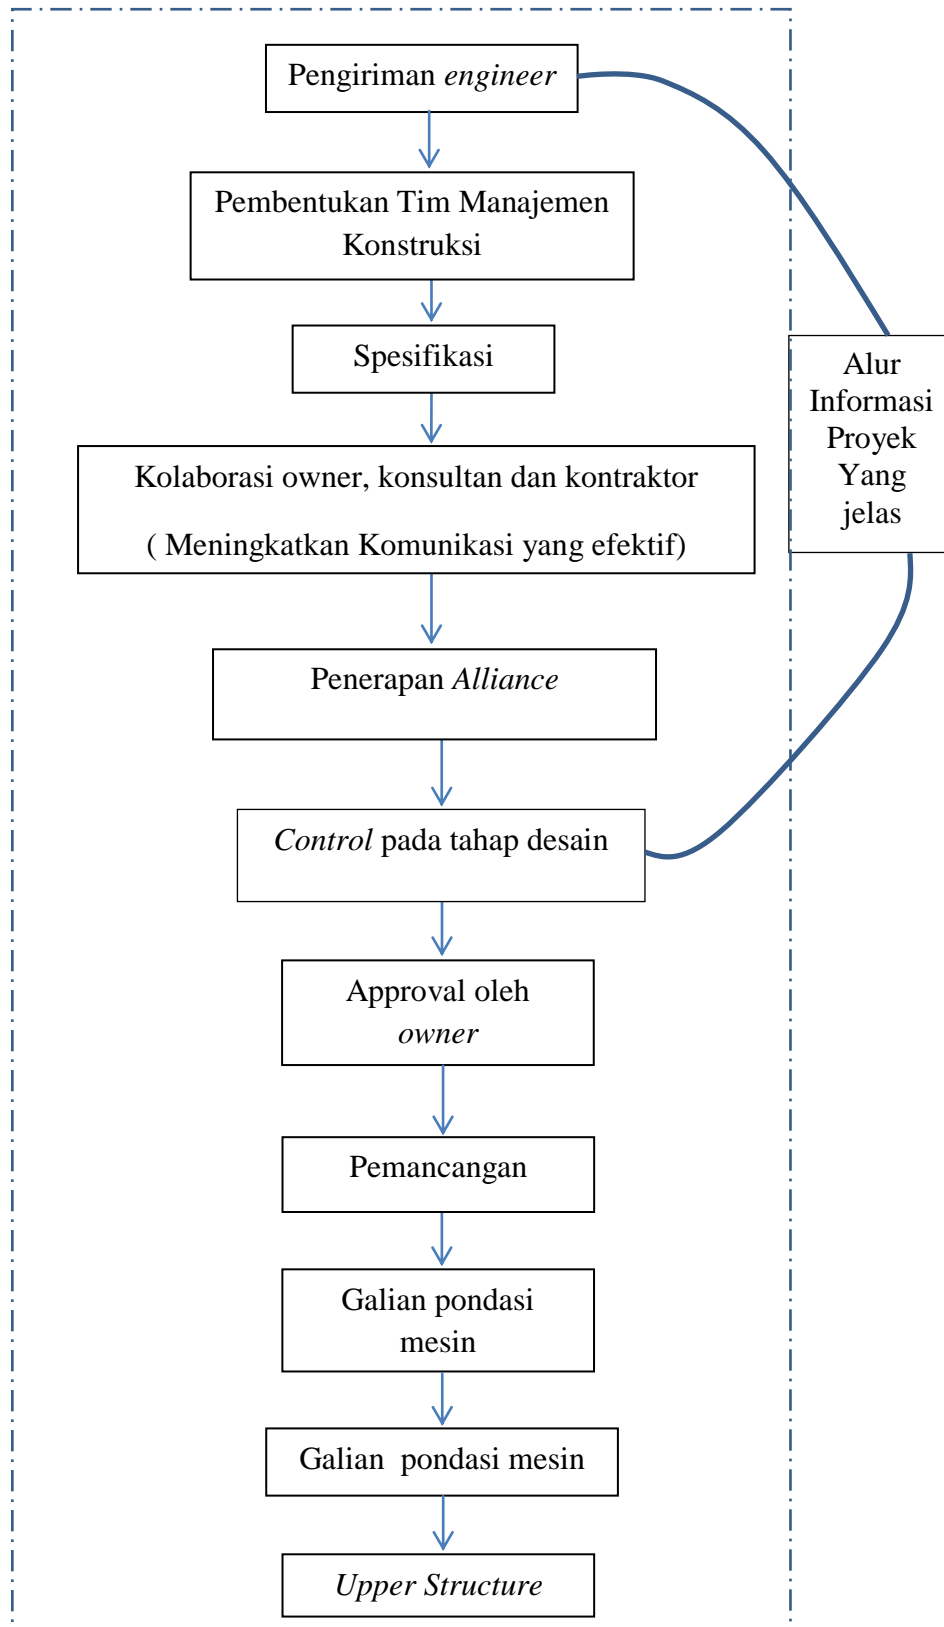 Pengiriman engineer
Pembentukan Tim Manajemen
Konstruksi
Spesifikasi
Alur
Informasi
Proyek
Yang
jelas
Kolaborasi owner, konsultan dan kontraktor
( Meningkatkan Komunikasi yang efektif)
Penerapan Alliance
Control pada tahap desain
Approval oleh
owner
Pemancangan
Galian pondasi
mesin
Galian  pondasi mesin
Upper Structure